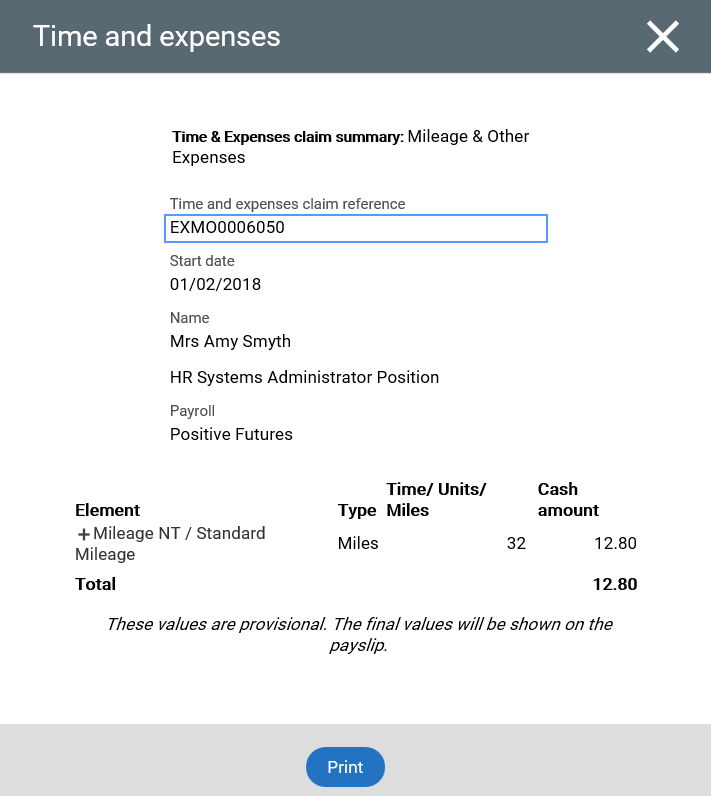 Time and expenses
Time & Expenses claim summary: Mileage & Other
Expenses
Time and expenses claim reference
EXMO0006050
Start date
01/02/2018
Name
Mrs Amy Smyth
HR Systems Administrator Position
Payroll
Positive Futures
Time/ Units/ Cash
Element Type Miles amount
+Mileage NT / Standard
Mileage Miles 32 12.80
Total 12.80
These values are provisional. The final values will be shown on the
payslip.
Print